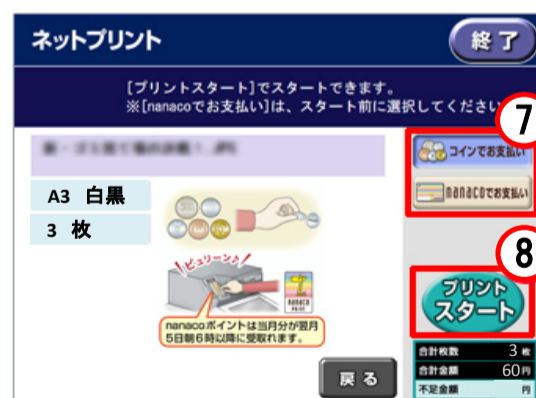 ネットプリント
終了
[プリントスタート]でスタートできます。
※[nanacoでお支払い]は、スタート前に選択してください
7
コインでお支払い
nanacoでお支払い
A3 白黒
3 枚
ピュリーン♪
nanacoポイントは当月分が翌月
5日朝6時以降に受取れます。
8
プリント
スタート
戻る
合計枚数 3 枚
合計金額 60円
不足金額 円